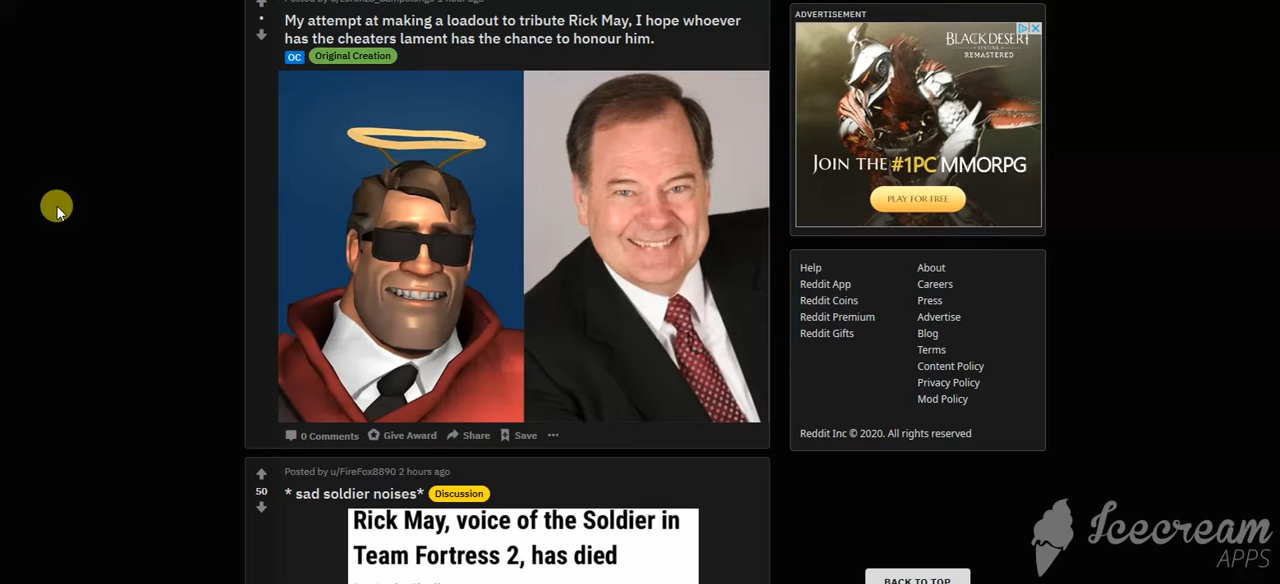 My attempt at making a loadout to tribute Rick May, I hope whoever
has the cheaters lament has the chance to honour him.
OC Original Creation
0 Comments Give Award Share Save
50
Posted by u/FireFox8890 2 hours ago
* sad soldier noises* Discussion
Rick May, voice of the Soldier in
Team Fortress 2, has died
ADVERTISEMENT
BLACK DESERT
ONLINE
REMASTERED
JOIN THE #1PC MMORPG
PLAY FOR FREE
Help About
Reddit App Careers
Reddit Coins Press
Reddit Premium Advertise
Reddit Gifts Blog
Terms
Content Policy
Privacy Policy
Mod Policy
Reddit Inc © 2020. All rights reserved
BACK TO TOP
Icecream
APPS